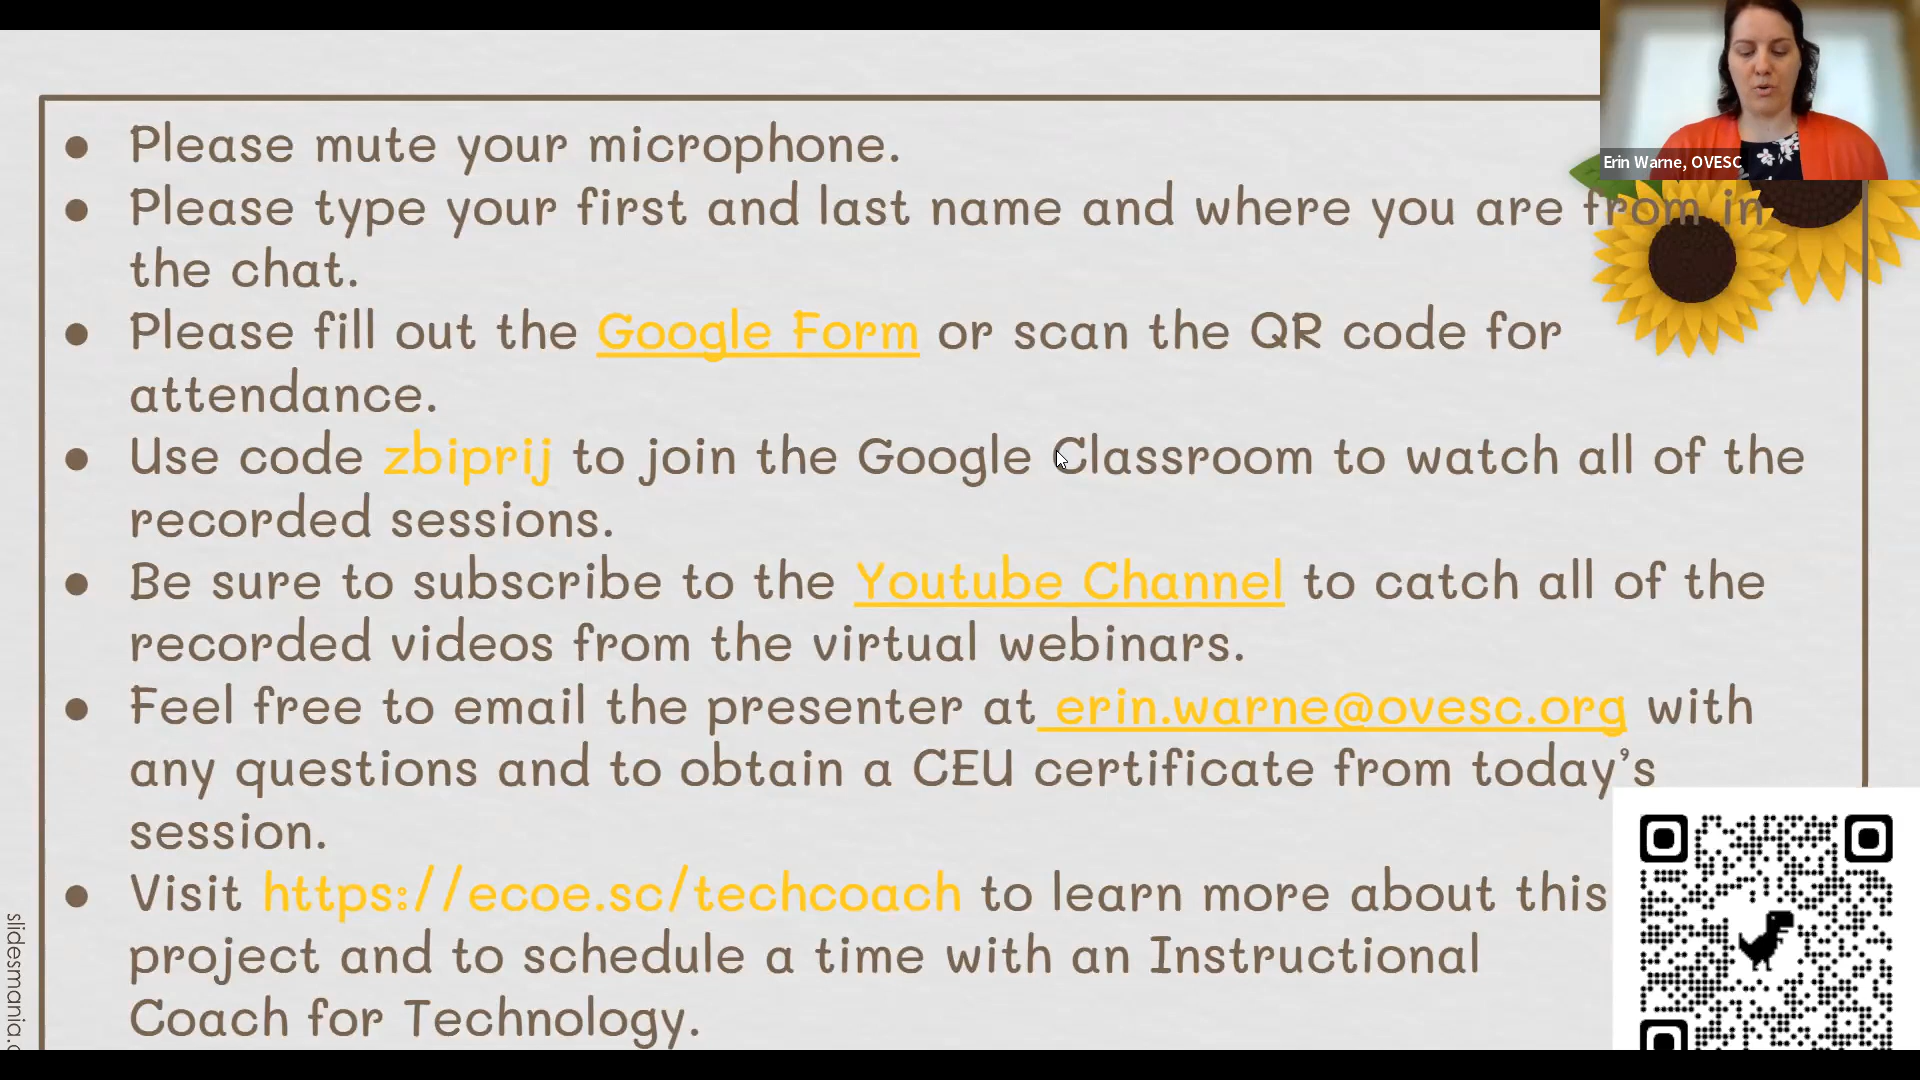 Please mute your microphone.
Please type your first and last name and where you are from in
the chat.
Please fill out the Google Form or scan the QR code for
attendance.
Use code zbiprij to join the Google Classroom to watch all of the
recorded sessions.
Be sure to subscribe to the Youtube Channel to catch all of the
recorded videos from the virtual webinars.
Feel free to email the presenter at erin.warne@ovesc.org with
any questions and to obtain a CEU certificate from today's
session.
Visit https://ecoe.sc/techcoach to learn more about this
project and to schedule a time with an Instructional
Coach for Technology.
Erin Warne, OVESC
slidesmania.c